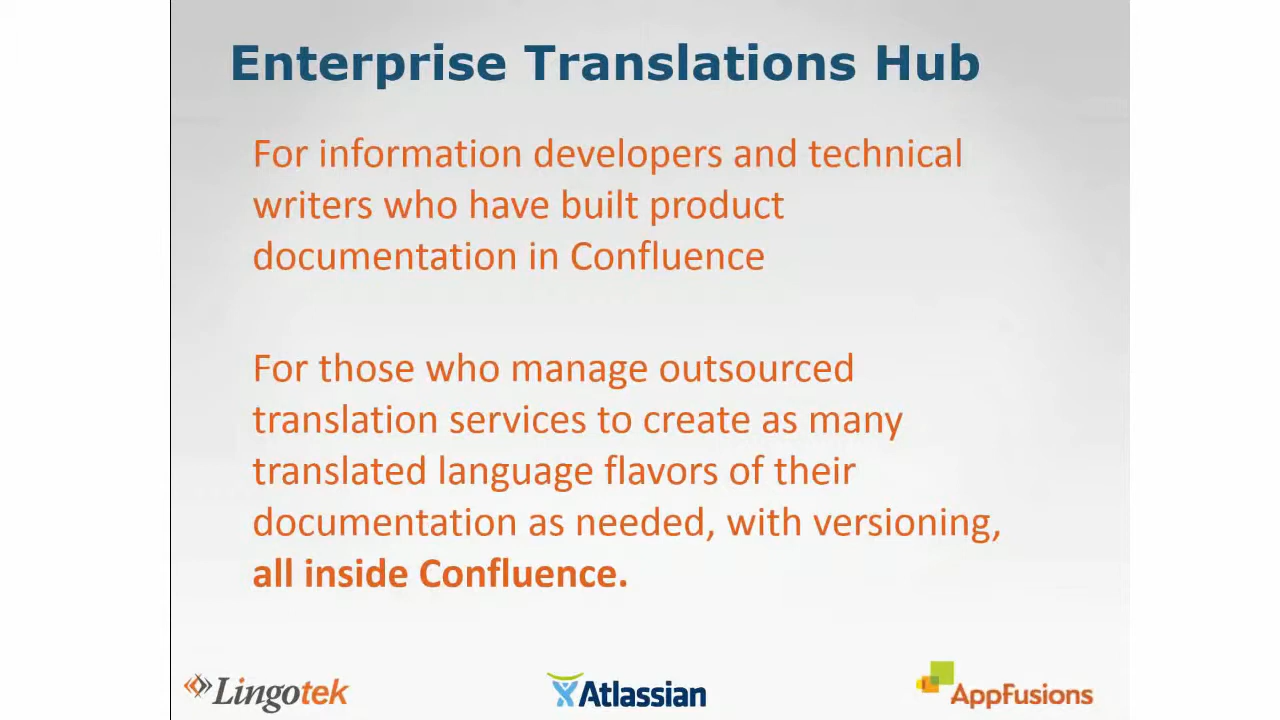 Enterprise Translations Hub
For information developers and technical
writers who have built product
documentation in Confluence
For those who manage outsourced
translation services to create as many
translated language flavors of their
documentation as needed, with versioning,
all inside Confluence.
Lingotek
Atlassian
AppFusions